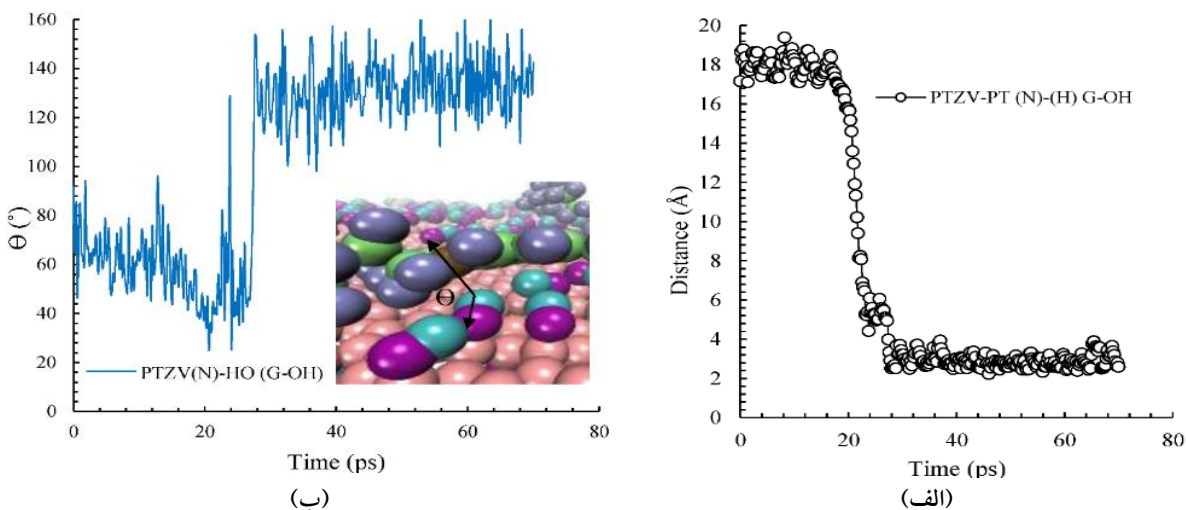 160
140
120
100
80
60
40
20
0
Θ (°)
Θ
PTZV(N)-HO (G-OH)
0 20 40 60 80
Time (ps)
(ب)
20
18
16
14
12
10
8
6
4
2
0
Distance (Å)
PTZV-PT (N)-(H) G-OH
0 20 40 60 80
Time (ps)
(الف)